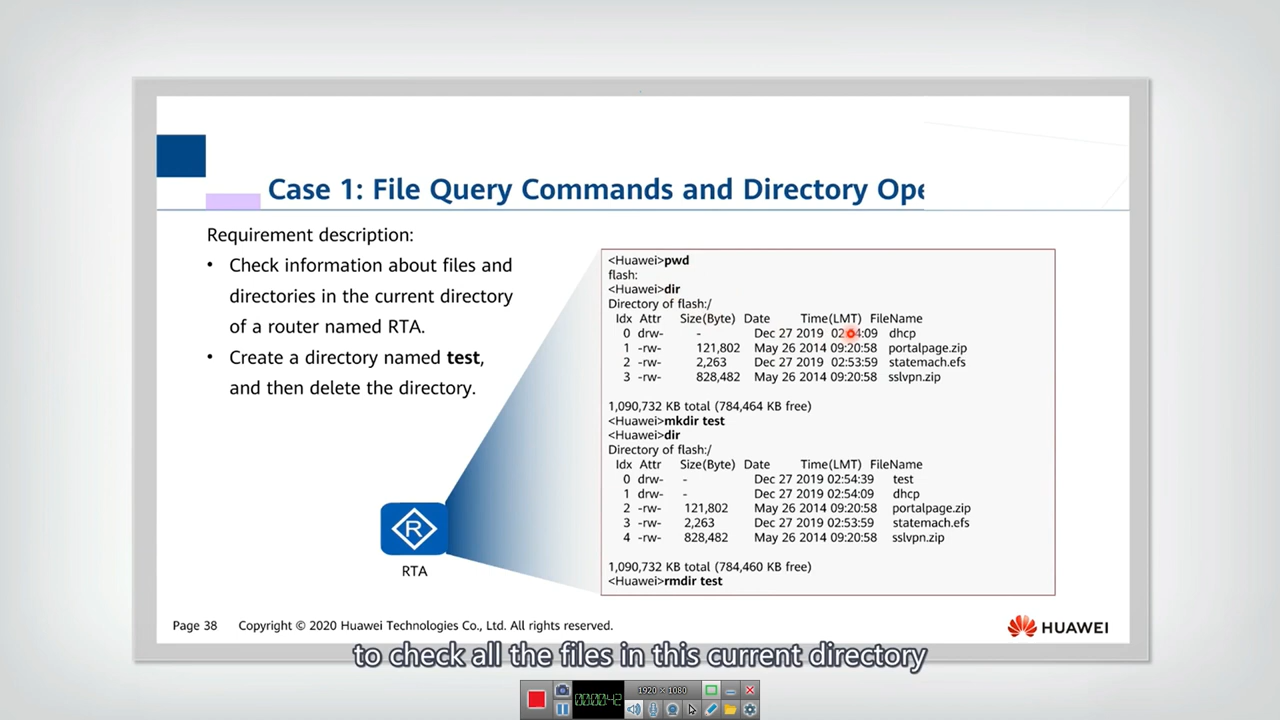 Case 1: File Query Commands and Directory Ope
Requirement description:
• Check information about files and
directories in the current directory
of a router named RTA.
• Create a directory named test,
and then delete the directory.
R
RTA
<Huawei>pwd
flash:
<Huawei>dir
Directory of flash:/
Idx Attr Size(Byte) Date Time(LMT) FileName
0 drw- - Dec 27 2019 02:54:09 dhcp
1 -rw- 121,802 May 26 2014 09:20:58 portalpage.zip
2 -rw- 2,263 Dec 27 2019 02:53:59 statemach.efs
3 -rw- 828,482 May 26 2014 09:20:58 sslvpn.zip
1,090,732 KB total (784,464 KB free)
<Huawei>mkdir test
<Huawei>dir
Directory of flash:/
Idx Attr Size(Byte) Date Time(LMT) FileName
0 drw- - Dec 27 2019 02:54:39 test
1 drw- - Dec 27 2019 02:54:09 dhcp
2 -rw- 121,802 May 26 2014 09:20:58 portalpage.zip
3 -rw- 2,263 Dec 27 2019 02:53:59 statemach.efs
4 -rw- 828,482 May 26 2014 09:20:58 sslvpn.zip
1,090,732 KB total (784,460 KB free)
<Huawei>rmdir test
Page 38 Copyright © 2020 Huawei Technologies Co., Ltd. All rights reserved.
HUAWEI
to check all the files in this current directory
00:00:42
1920 × 1080